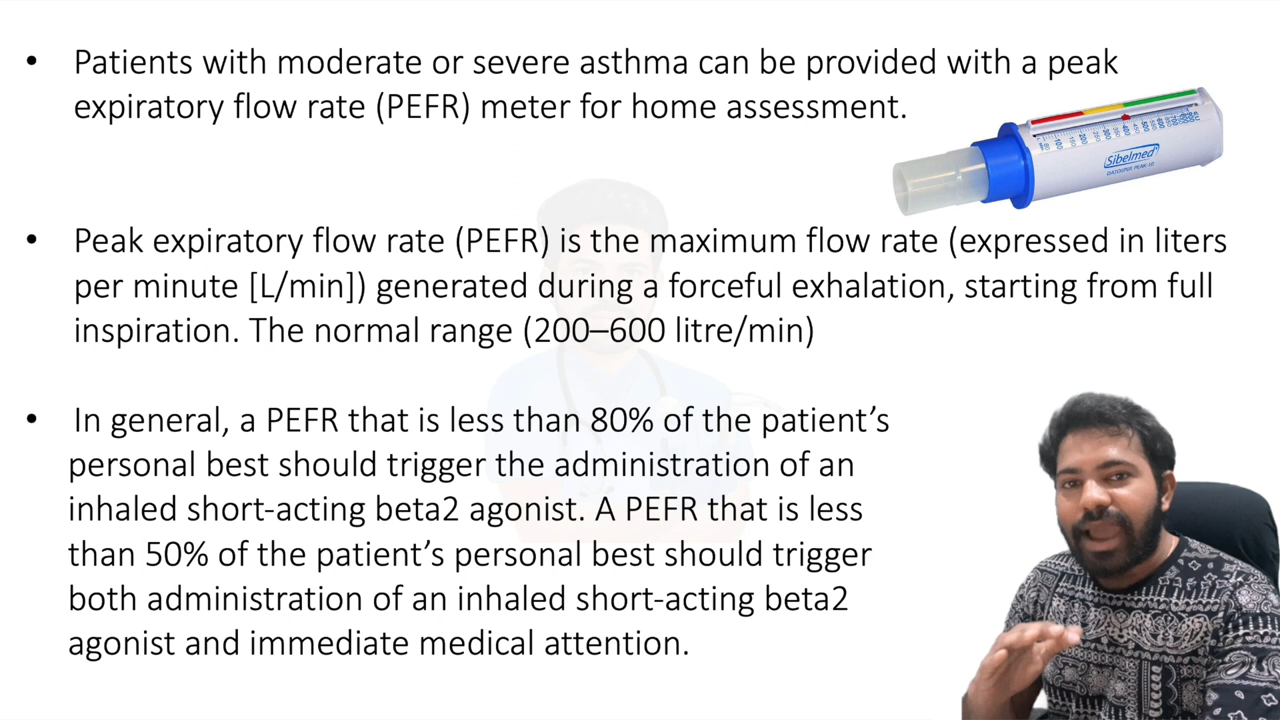 • Patients with moderate or severe asthma can be provided with a peak
expiratory flow rate (PEFR) meter for home assessment.
Sibelmed
DATOSPIR PEAK-10
• Peak expiratory flow rate (PEFR) is the maximum flow rate (expressed in liters
per minute [L/min]) generated during a forceful exhalation, starting from full
inspiration. The normal range (200–600 litre/min)
• In general, a PEFR that is less than 80% of the patient’s
personal best should trigger the administration of an
inhaled short-acting beta2 agonist. A PEFR that is less
than 50% of the patient’s personal best should trigger
both administration of an inhaled short-acting beta2
agonist and immediate medical attention.